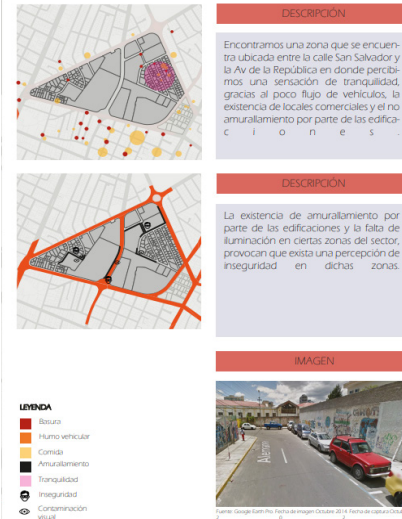 DESCRIPCIÓN
Encontramos una zona que se encuen-
tra ubicada entre la calle San Salvador y
la Av de la República en donde percibi-
mos una sensación de tranquilidad,
gracias al poco flujo de vehículos, la
existencia de locales comerciales y el no
amurallamiento por parte de las edifica-
c i o n e s .
DESCRIPCIÓN
La existencia de amurallamiento por
parte de las edificaciones y la falta de
iluminación en ciertas zonas del sector,
provocan que exista una percepción de
inseguridad en dichas zonas.
IMAGEN
LEYENDA
Basura
Humo vehicular
Comida
Amurallamiento
Tranquilidad
Inseguridad
Contaminación
visual
Fuente: Google Earth Pro. Fecha de imagen Octubre 2014. Fecha de captura Octu
2 0 2